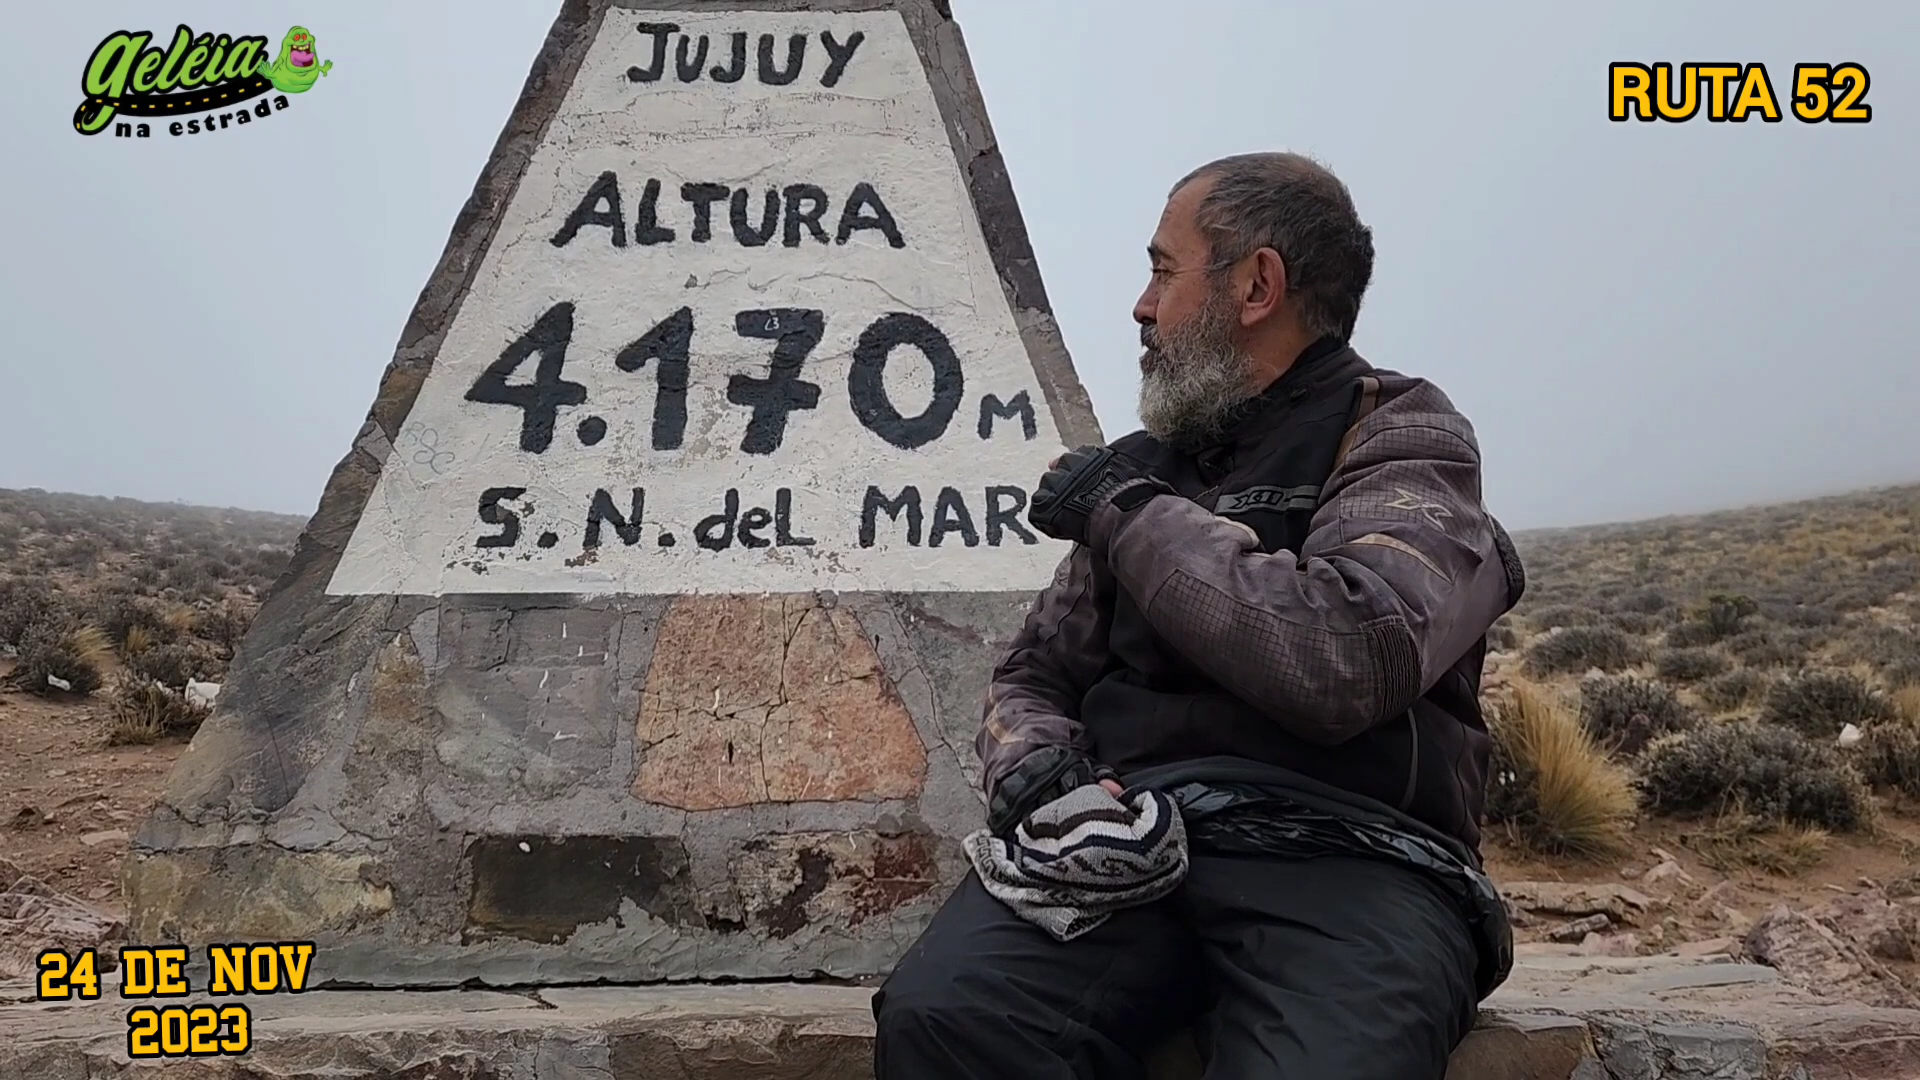 geléia
na estrada
RUTA 52
JUJUY
ALTURA
4.170 M
S.N. del MAR
24 DE NOV
2023